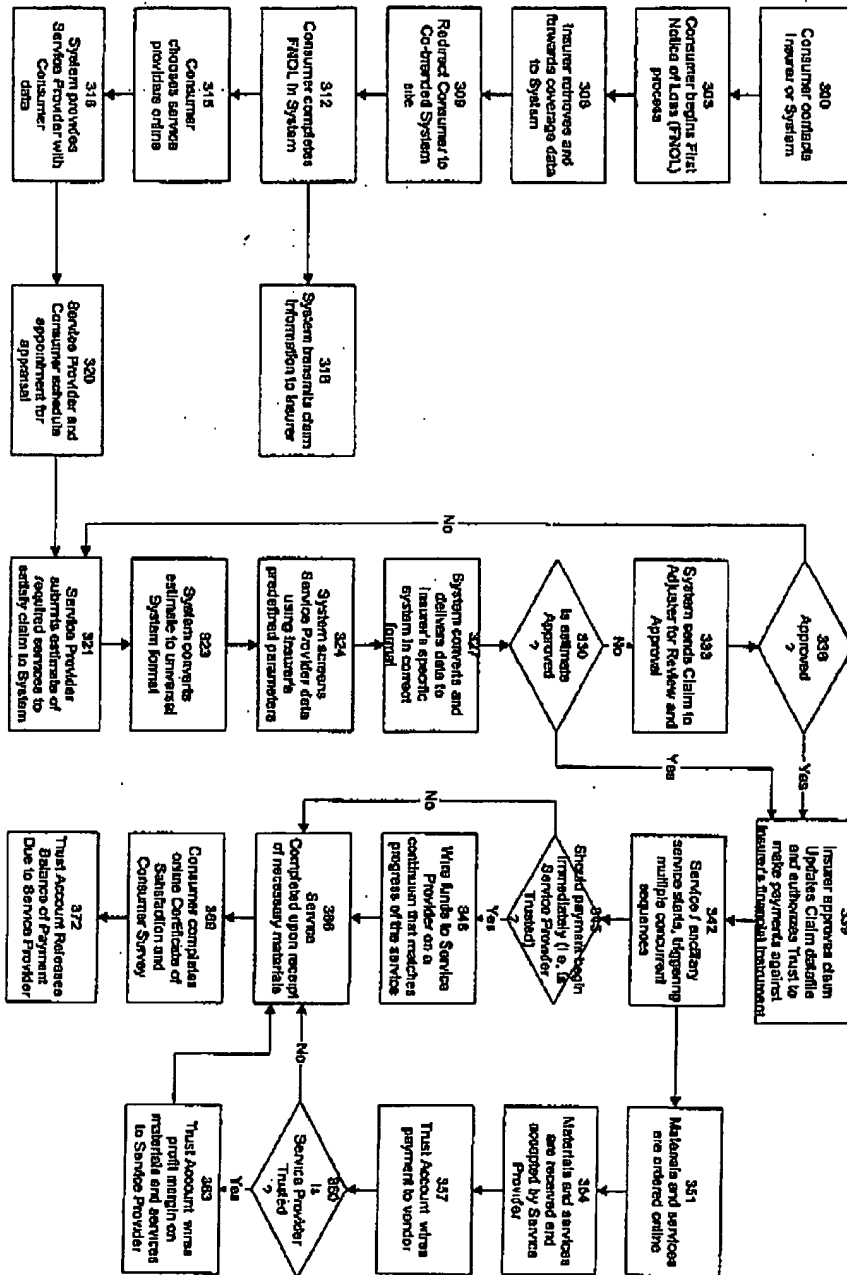 300
Consumer contacts
Insurer or System
303
Consumer begins First
Notice of Loss (FNOL)
process
306
Insurer retrieves and
forwards coverage data
to System
309
Redirect Consumer to
Co-branded System
site
312
Consumer completes
FNOL in System
315
Consumer
chooses service
providers online
318
System provides
Service Provider with
Consumer
data
316
System transmits claim
Information to Insurer
320
Service Provider and
Consumer schedule
appointment for
appraisal
321
Service Provider
submits estimate of
required services to
satisfy claim to System
323
System converts
estimate to universal
System format
324
System screens
Service Provider data
using Insurer's
predefined parameters
327
System converts and
delivers data to
Insurer's specific
system in correct
format
330
Is estimate
Approved
?
No
Yes
333
System sends Claim to
Adjuster for Review and
Approval
336
Approved
?
No
Yes
339
Insurer approves claim
Updates Claim datafile
and authorizes Trust to
make payments against
Insurer's financial instrument
342
Service / ancillary
service starts, triggering
multiple concurrent
sequences
345
Should payment begin
immediately (i.e. is
Service Provider
Trusted)
?
No
Yes
348
Wire funds to Service
Provider on a
continuum that matches
progress of the service
366
Service
Completed upon receipt
of necessary materials
369
Consumer completes
online Certificate of
Satisfaction and
Consumer Survey
372
Trust Account Releases
Balance of Payment
Due to Service Provider
351
Materials and services
are ordered online
354
Materials and services
are received and
accepted by Service
Provider
357
Trust Account wires
payment to vendor
360
Is
Service Provider
Trusted
?
No
Yes
363
Trust Account wires
profit margin on
materials and services
to Service Provider